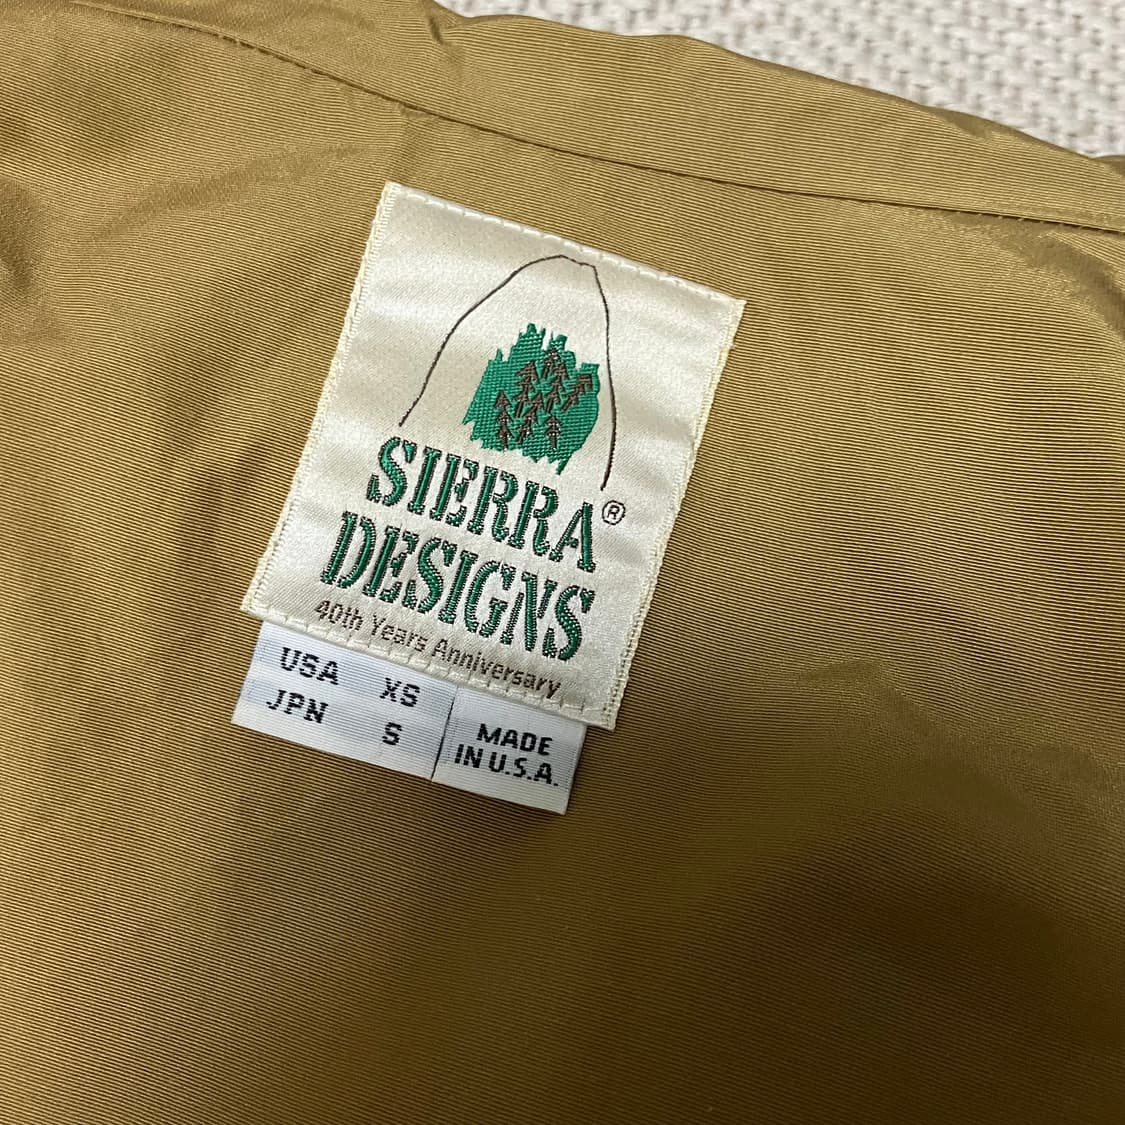 SIERRA®
DESIGNS
40th Years Anniversary
USA XS
JPN S
MADE
IN U.S.A.